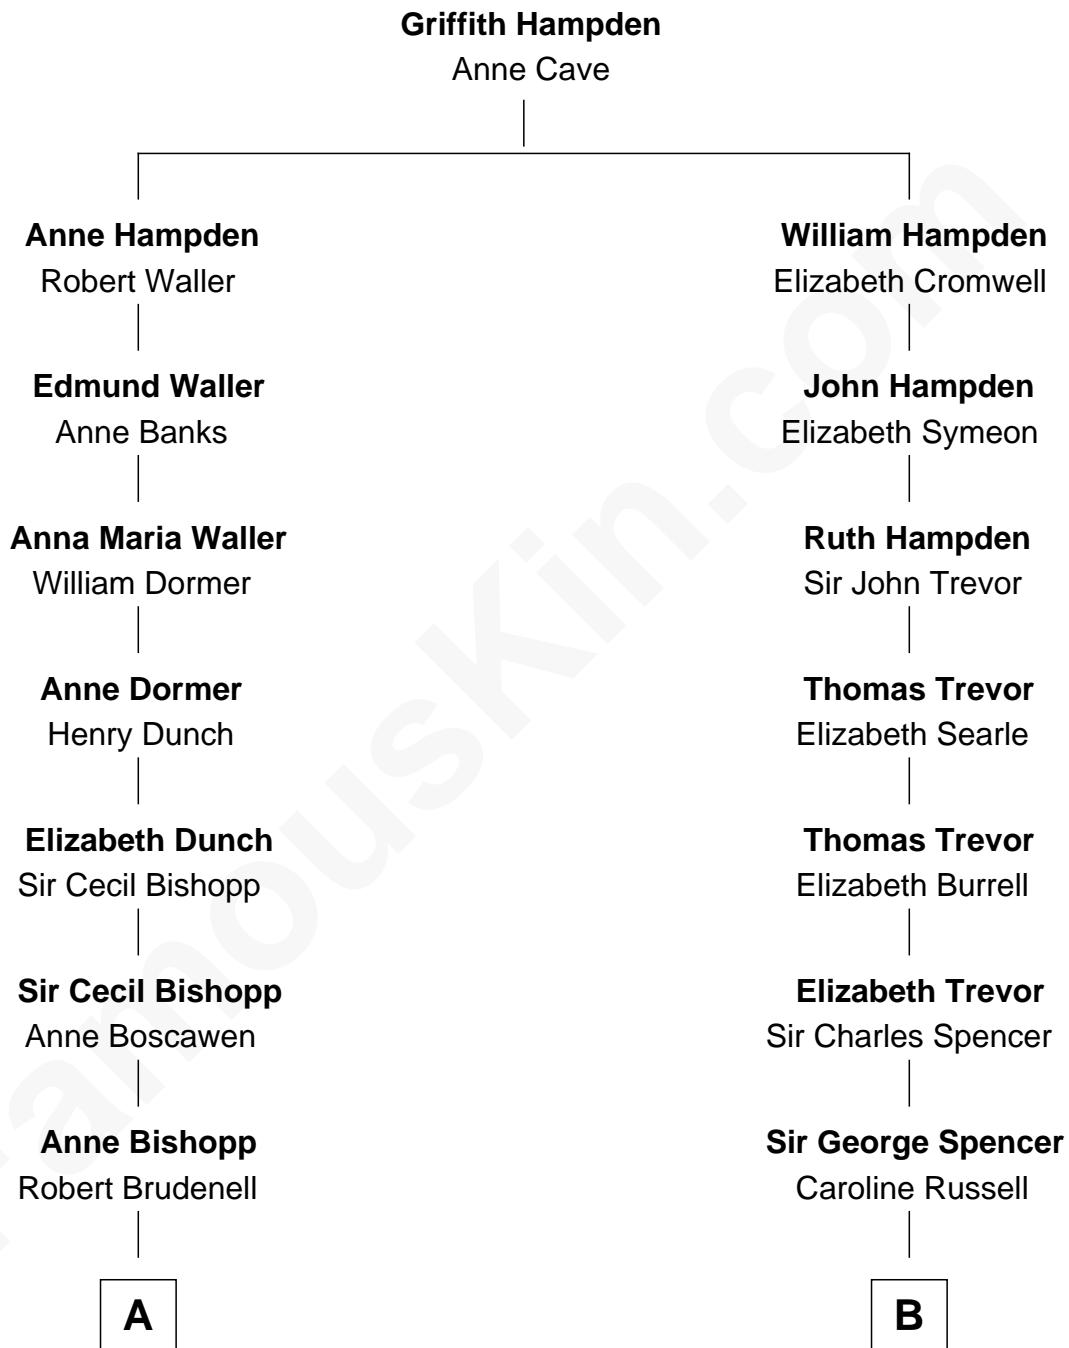 Griffith Hampden
Anne Cave
Anne Hampden
Robert Waller
Edmund Waller
Anne Banks
Anna Maria Waller
William Dormer
Anne Dormer
Henry Dunch
Elizabeth Dunch
Sir Cecil Bishopp
Sir Cecil Bishopp
Anne Boscawen
Anne Bishopp
Robert Brudenell
A
William Hampden
Elizabeth Cromwell
John Hampden
Elizabeth Symeon
Ruth Hampden
Sir John Trevor
Thomas Trevor
Elizabeth Searle
Thomas Trevor
Elizabeth Burrell
Elizabeth Trevor
Sir Charles Spencer
Sir George Spencer
Caroline Russell
B
FamousKin.com